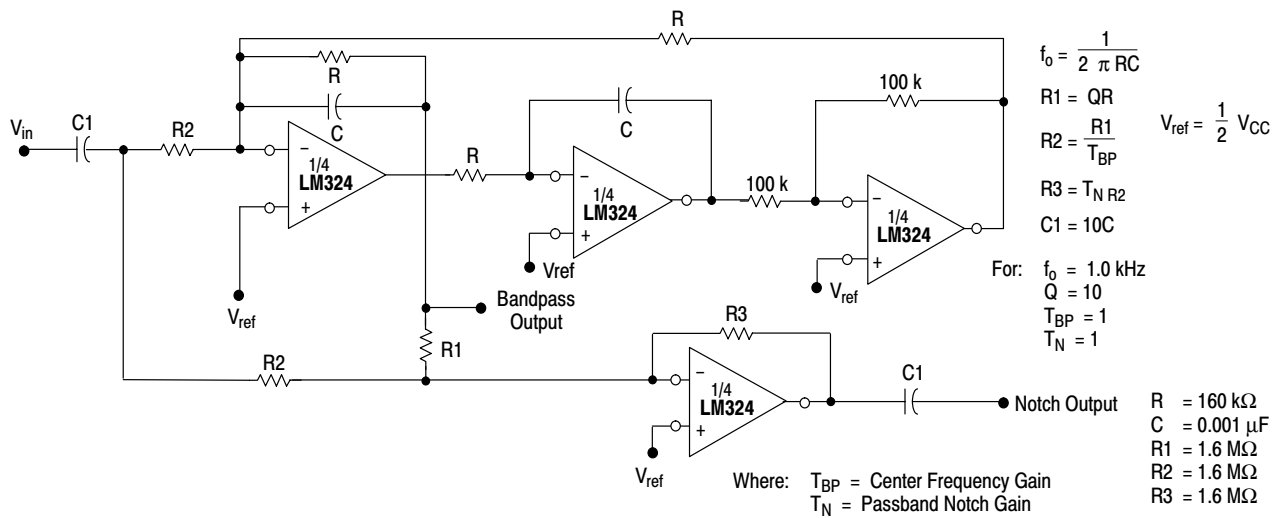 R
R
C
C1
V_in
R2
1/4
LM324
−
+
V_ref
R
C
1/4
LM324
−
+
Vref
100 k
100 k
1/4
LM324
−
+
V_ref
Bandpass
Output
R1
R2
R3
1/4
LM324
−
+
V_ref
C1
Notch Output
f_o = 1 / 2 π RC
R1 = QR
R2 = R1 / T_BP
R3 = T_N R2
C1 = 10C
V_ref = 1/2 V_CC
For: f_o = 1.0 kHz
Q = 10
T_BP = 1
T_N = 1
R = 160 kΩ
C = 0.001 μF
R1 = 1.6 MΩ
R2 = 1.6 MΩ
R3 = 1.6 MΩ
Where: T_BP = Center Frequency Gain
T_N = Passband Notch Gain